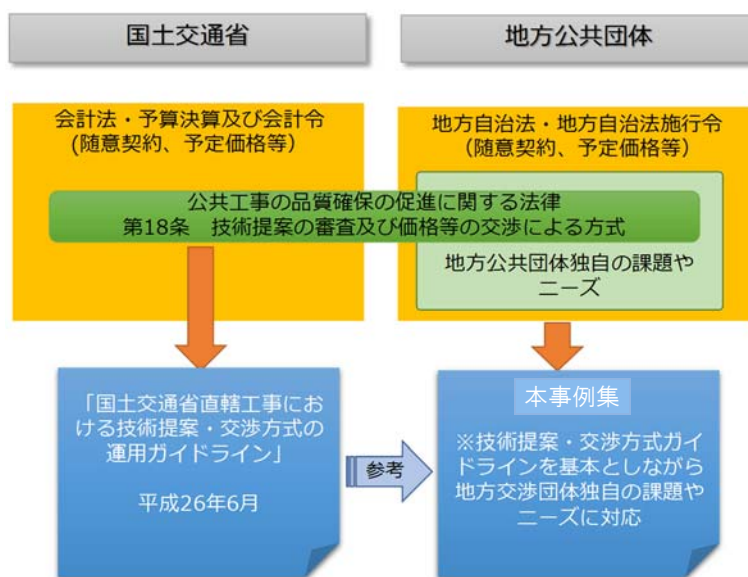 国土交通省
地方公共団体
会計法・予算決算及び会計令
(随意契約、予定価格等)
地方自治法・地方自治法施行令
(随意契約、予定価格等)
公共工事の品質確保の促進に関する法律
第18条　技術提案の審査及び価格等の交渉による方式
地方公共団体独自の課題や
ニーズ
「国土交通省直轄工事にお
ける技術提案・交渉方式の
運用ガイドライン」
平成26年6月
参考
本事例集
※技術提案・交渉方式ガイ
ドラインを基本としながら
地方交渉団体独自の課題や
ニーズに対応